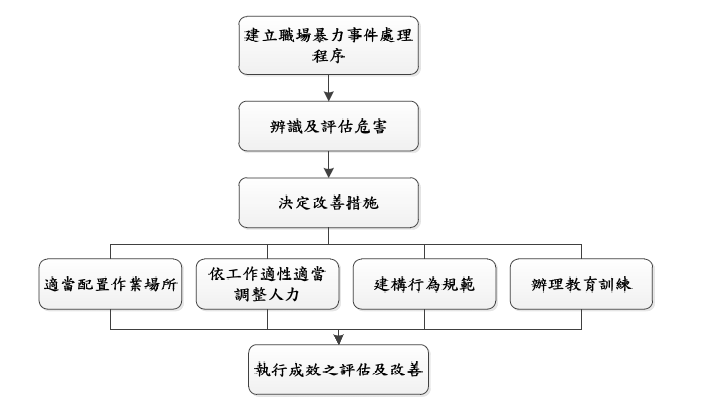 建立職場暴力事件處理
程序
辨識及評估危害
決定改善措施
適當配置作業場所
依工作適性適當
調整人力
建構行為規範
辦理教育訓練
執行成效之評估及改善